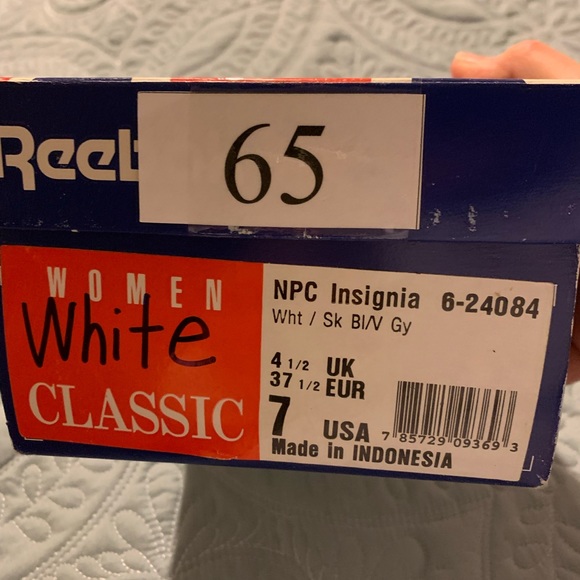 Reeb
65
WOMEN
White
CLASSIC
NPC Insignia 6-24084
Wht / Sk Bl/V Gy
4 1/2 UK
37 1/2 EUR
7 USA
Made in INDONESIA
7 85729 09369 3